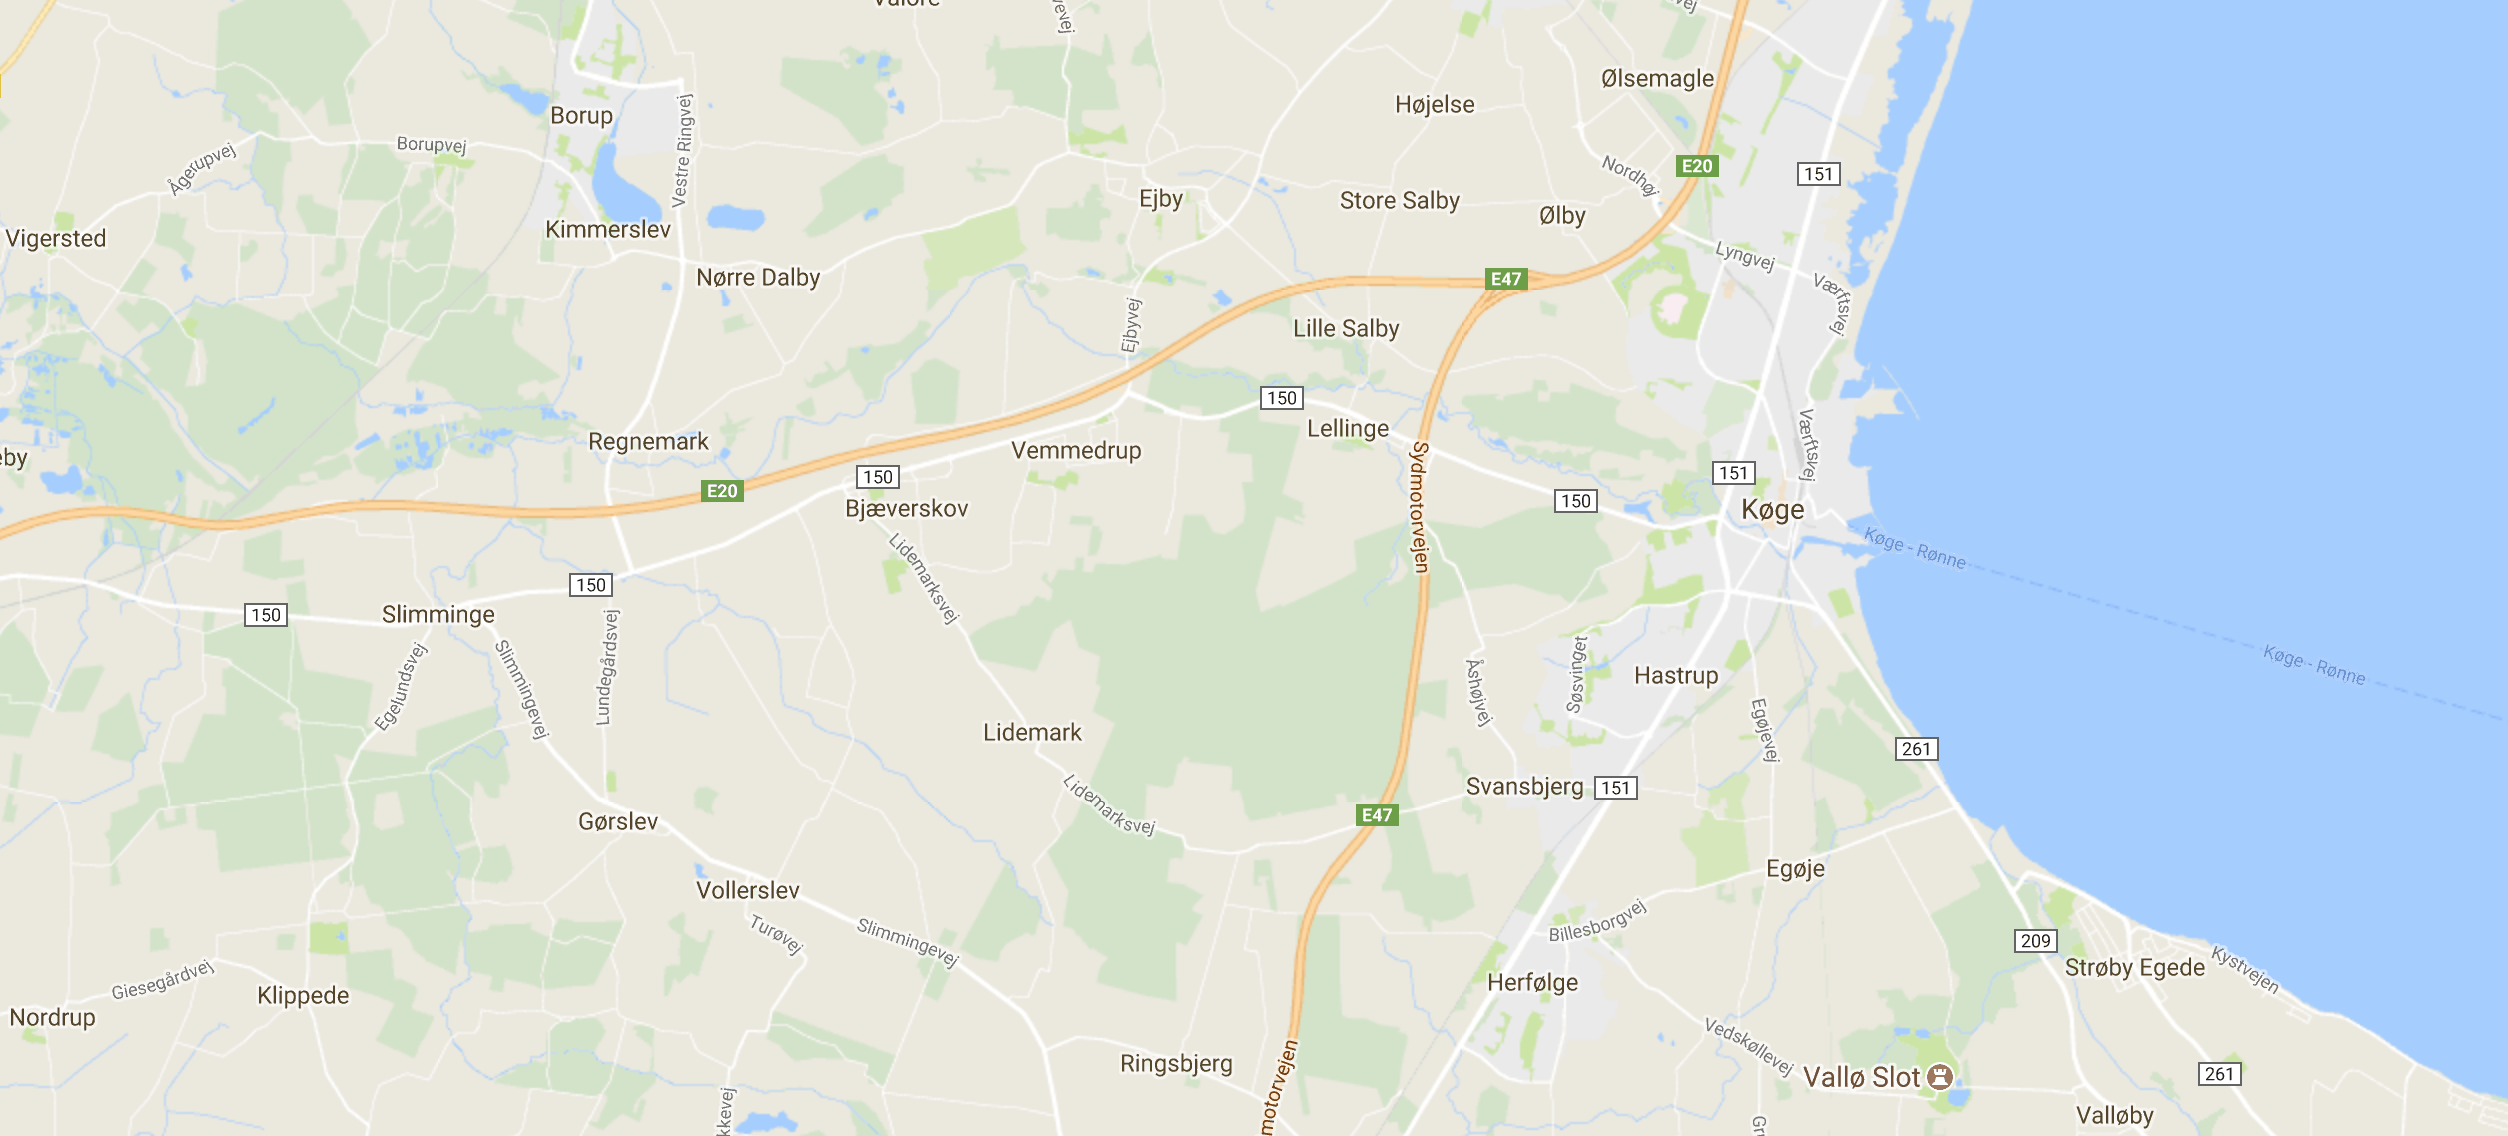 Valore
Ølsemagle
Højelse
Borup
Borupvej
Ågerupvej
Vestre Ringvej
E20
151
Nordhøj
Ejby
Store Salby
Ølby
Kimmerslev
Vigersted
Lyngvej
Nørre Dalby
E47
Værftsvej
Ejbyvej
Lille Salby
150
Lellinge
Regnemark
Vemmedrup
Værftsvej
Sydmotorvejen
151
150
E20
150
Bjæverskov
Køge
Køge - Rønne
Lidemarksvej
150
150
Slimminge
Køge - Rønne
Egelundsvej
Slimmingevej
Lundegårdsvej
Åshøjvej
Søsvinget
Hastrup
Egøjevej
Lidemark
261
Svansbjerg
151
Lidemarksvej
E47
Gørslev
Egøje
Vollerslev
Billesborgvej
Turøvej
Slimmingevej
209
Strøby Egede
Kystvejen
Giesegårdvej
Klippede
Herfølge
Nordrup
Vedskøllevej
Ringsbjerg
Vallø Slot
261
motorvejen
Valløby